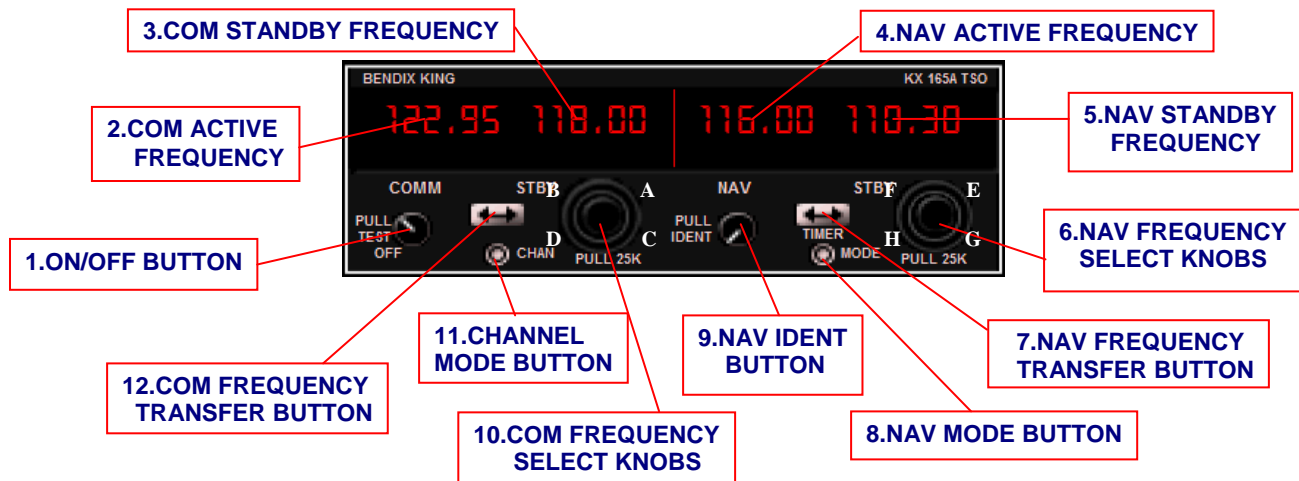 3.COM STANDBY FREQUENCY
4.NAV ACTIVE FREQUENCY
BENDIX KING
KX 165A TSO
2.COM ACTIVE
FREQUENCY
122.95 118.00 116.00 110.30
5.NAV STANDBY
FREQUENCY
COMM
STBY
B
A
NAV
STBY
F
E
PULL
TEST
OFF
PULL
IDENT
TIMER
D
C
H
G
CHAN
PULL 25K
MODE
PULL 25K
1.ON/OFF BUTTON
6.NAV FREQUENCY
SELECT KNOBS
11.CHANNEL
MODE BUTTON
9.NAV IDENT
BUTTON
7.NAV FREQUENCY
TRANSFER BUTTON
12.COM FREQUENCY
TRANSFER BUTTON
10.COM FREQUENCY
SELECT KNOBS
8.NAV MODE BUTTON